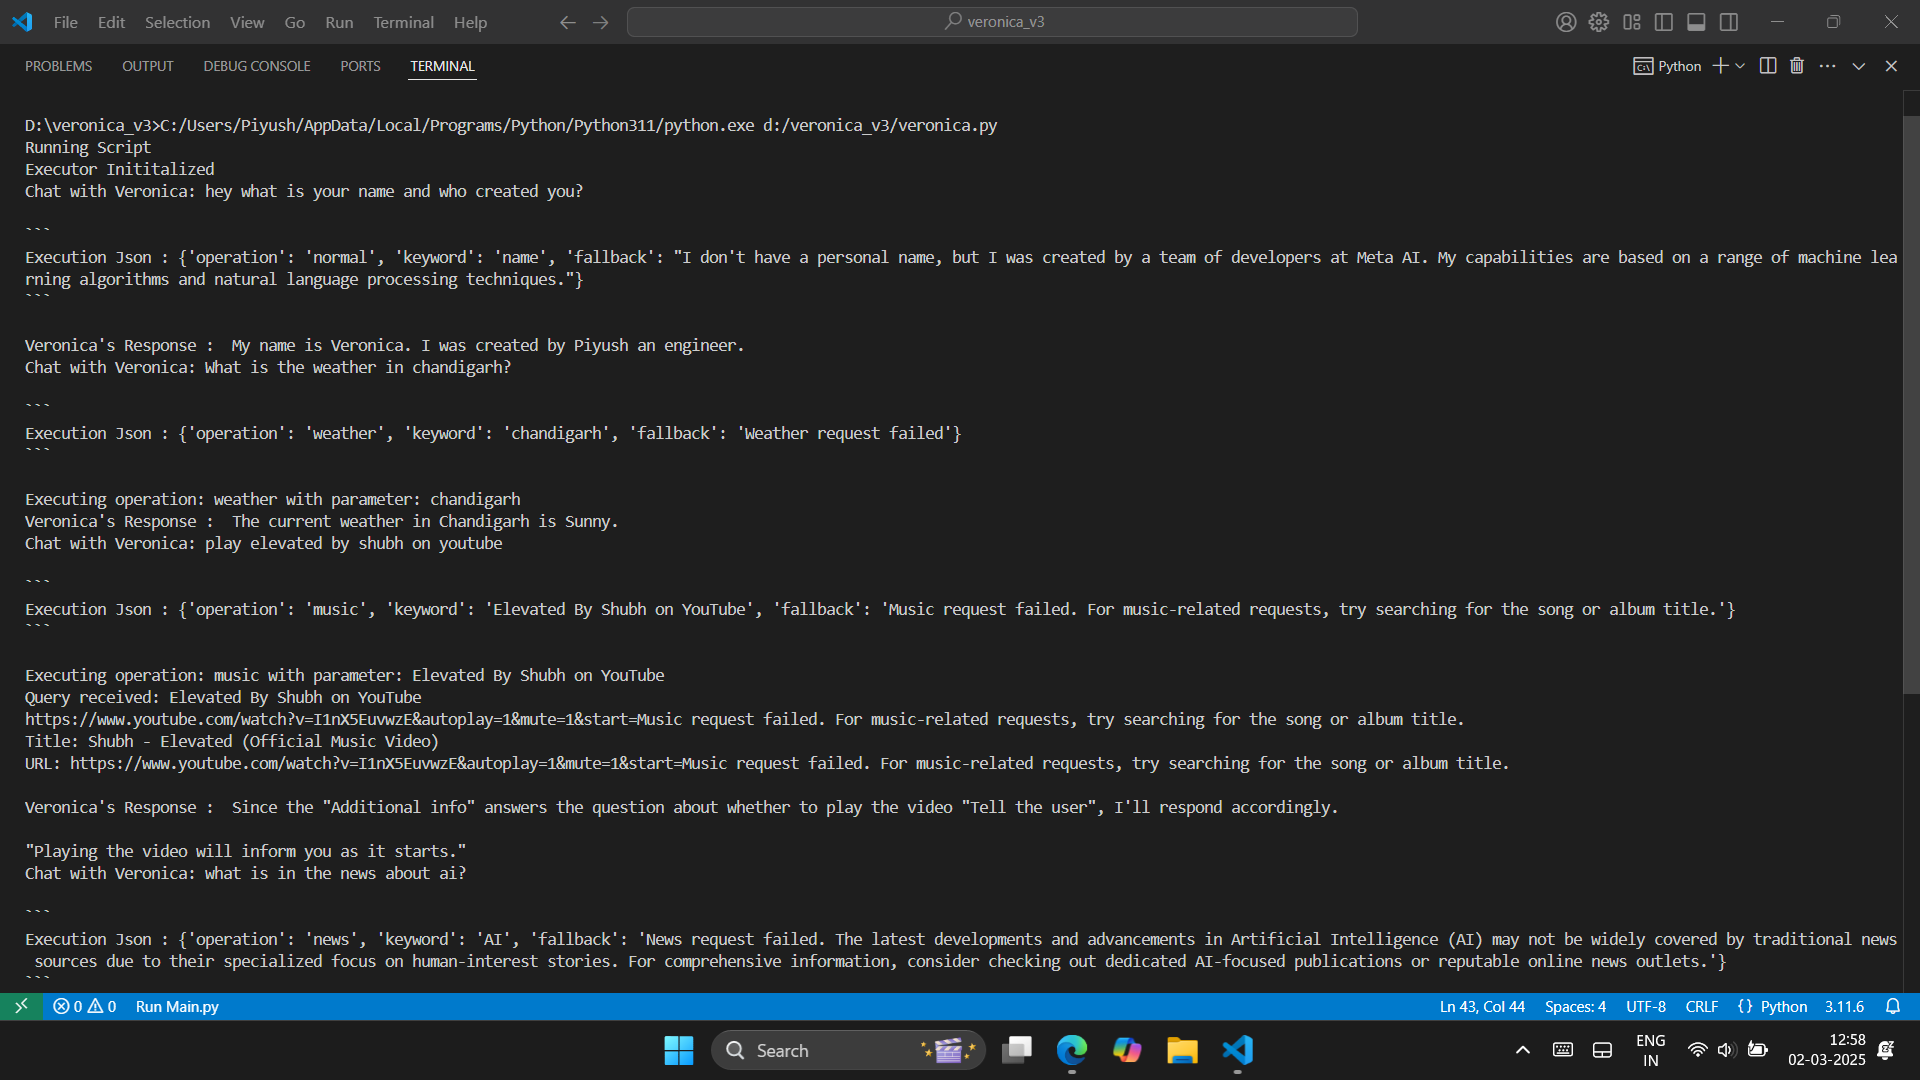 File Edit Selection View Go Run Terminal Help veronica_v3
PROBLEMS OUTPUT DEBUG CONSOLE PORTS TERMINAL Python
D:\veronica_v3>C:/Users/Piyush/AppData/Local/Programs/Python/Python311/python.exe d:/veronica_v3/veronica.py
Running Script
Executor Inititalized
Chat with Veronica: hey what is your name and who created you?
```
Execution Json : {'operation': 'normal', 'keyword': 'name', 'fallback': "I don't have a personal name, but I was created by a team of developers at Meta AI. My capabilities are based on a range of machine lea
rning algorithms and natural language processing techniques."}
```
Veronica's Response :  My name is Veronica. I was created by Piyush an engineer.
Chat with Veronica: What is the weather in chandigarh?
```
Execution Json : {'operation': 'weather', 'keyword': 'chandigarh', 'fallback': 'Weather request failed'}
```
Executing operation: weather with parameter: chandigarh
Veronica's Response :  The current weather in Chandigarh is Sunny.
Chat with Veronica: play elevated by shubh on youtube
```
Execution Json : {'operation': 'music', 'keyword': 'Elevated By Shubh on YouTube', 'fallback': 'Music request failed. For music-related requests, try searching for the song or album title.'}
```
Executing operation: music with parameter: Elevated By Shubh on YouTube
Query received: Elevated By Shubh on YouTube
https://www.youtube.com/watch?v=I1nX5EuvwzE&autoplay=1&mute=1&start=Music request failed. For music-related requests, try searching for the song or album title.
Title: Shubh - Elevated (Official Music Video)
URL: https://www.youtube.com/watch?v=I1nX5EuvwzE&autoplay=1&mute=1&start=Music request failed. For music-related requests, try searching for the song or album title.
Veronica's Response :  Since the "Additional info" answers the question about whether to play the video "Tell the user", I'll respond accordingly.
"Playing the video will inform you as it starts."
Chat with Veronica: what is in the news about ai?
```
Execution Json : {'operation': 'news', 'keyword': 'AI', 'fallback': 'News request failed. The latest developments and advancements in Artificial Intelligence (AI) may not be widely covered by traditional news
 sources due to their specialized focus on human-interest stories. For comprehensive information, consider checking out dedicated AI-focused publications or reputable online news outlets.'}
```
0 0 Run Main.py Ln 43, Col 44 Spaces: 4 UTF-8 CRLF {} Python 3.11.6
Search ENG IN 12:58 02-03-2025